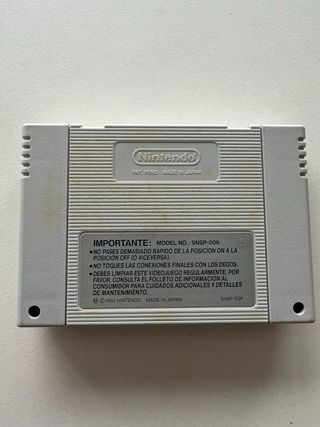 Nintendo
PAT. PEND. MADE IN JAPAN
IMPORTANTE: MODEL NO.: SNSP-006
•NO PASES DEMASIADO RAPIDO DE LA POSICION ON A LA
POSICION OFF (O VICEVERSA).
•NO TOQUES LAS CONEXIONES FINALES CON LOS DEDOS.
•DEBES LIMPIAR ESTE VIDEOJUEGO REGULARMENTE. POR
FAVOR, CONSULTA EL FOLLETO DE INFORMACION AL
CONSUMIDOR PARA CUIDADOS ADICIONALES Y DETALLES
DE MANTENIMIENTO.
© 1992 NINTENDO MADE IN JAPAN SNSP-ESP